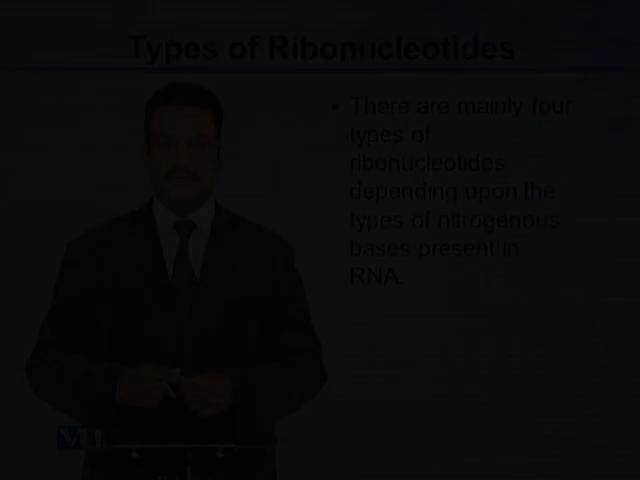 Types of Ribonucleotides
• There are mainly four
types of
ribonucleotides
depending upon the
types of nitrogenous
bases present in
RNA.
VU